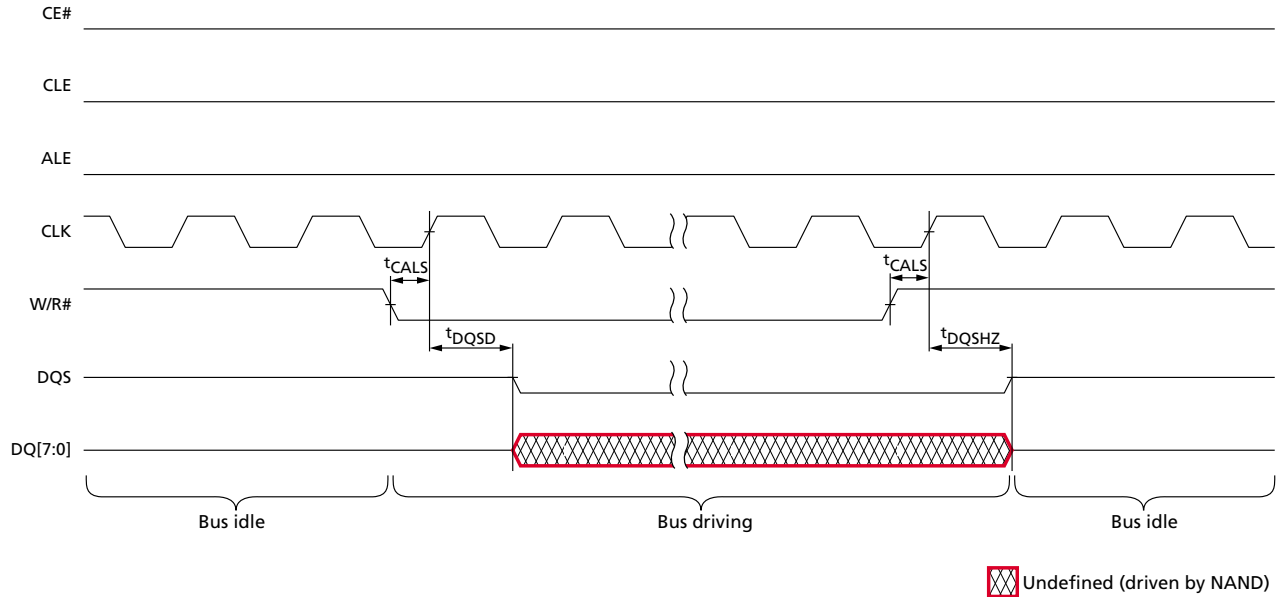 CE#
CLE
ALE
CLK
tCALS tCALS
W/R#
tDQSD tDQSHZ
DQS
DQ[7:0]
Bus idle Bus driving Bus idle
Undefined (driven by NAND)